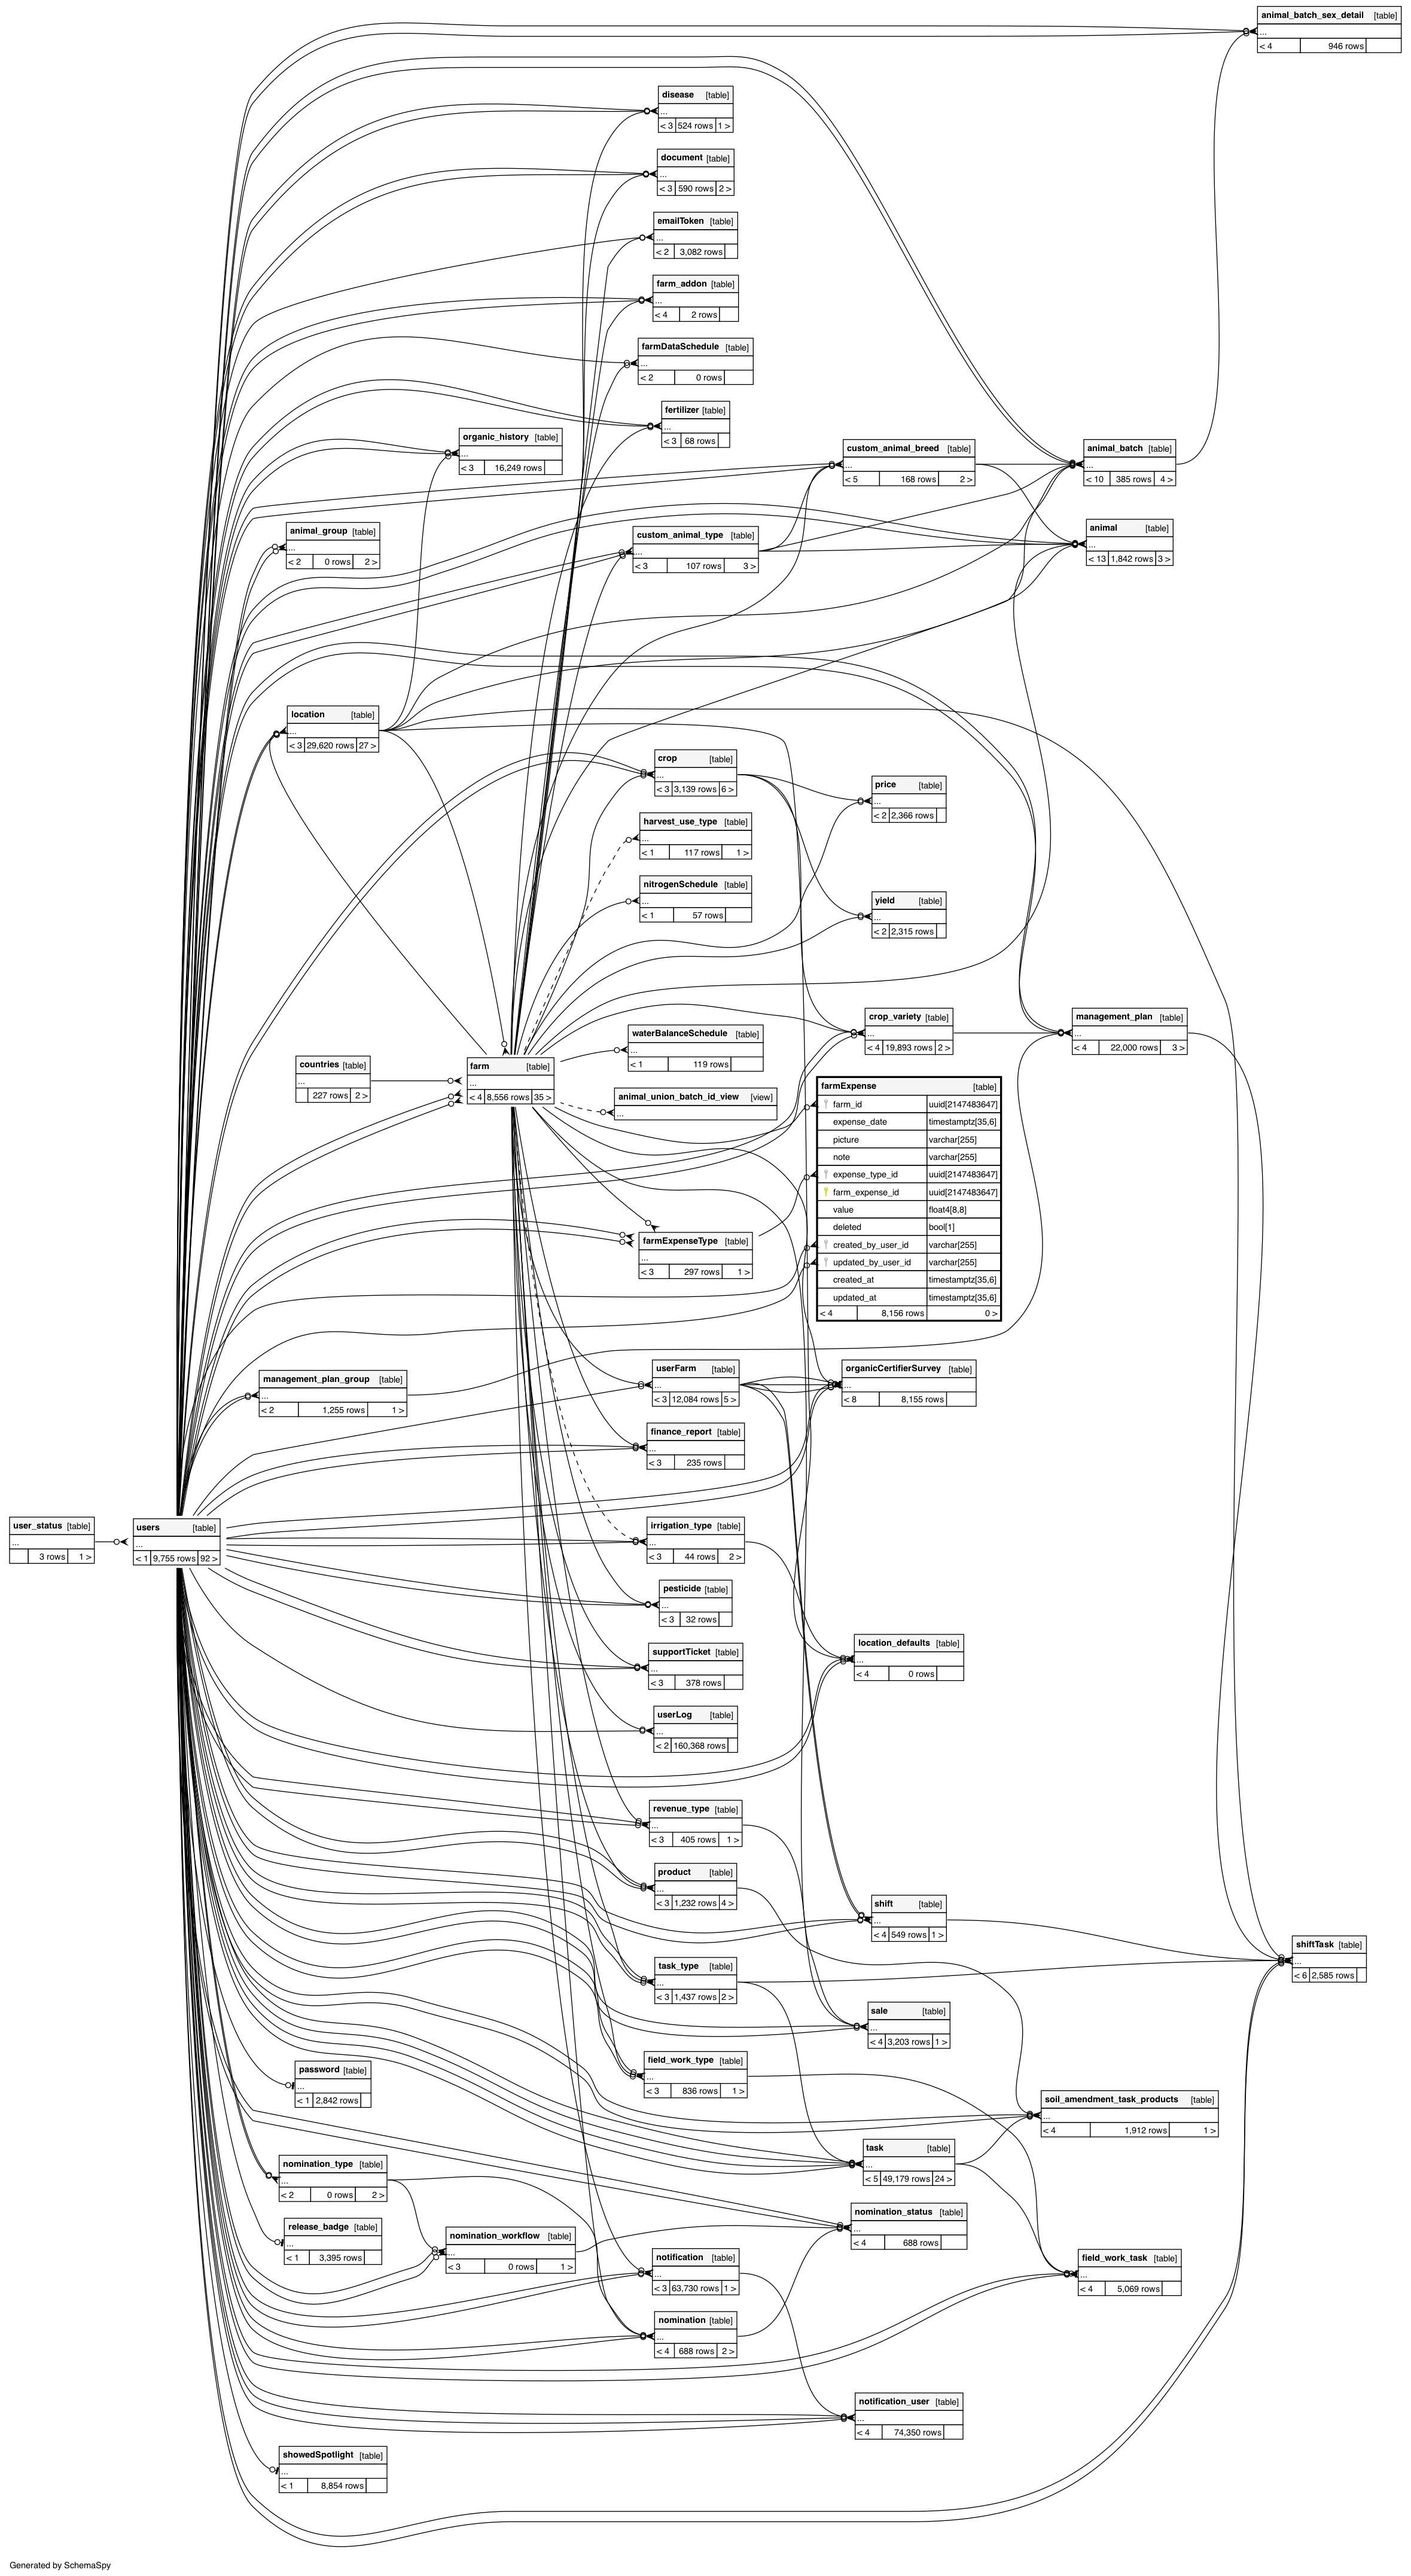 animal_batch_sex_detail [table]
...
< 4 946 rows
disease [table]
...
< 3 524 rows 1 >
document [table]
...
< 3 590 rows 2 >
emailToken [table]
...
< 2 3,082 rows
farm_addon [table]
...
< 4 2 rows
farmDataSchedule [table]
...
< 2 0 rows
fertilizer [table]
...
< 3 68 rows
organic_history [table]
...
< 3 16,249 rows
custom_animal_breed [table]
...
< 5 168 rows 2 >
animal_batch [table]
...
< 10 385 rows 4 >
animal_group [table]
...
< 2 0 rows 2 >
custom_animal_type [table]
...
< 3 107 rows 3 >
animal [table]
...
< 13 1,842 rows 3 >
location [table]
...
< 3 29,620 rows 27 >
crop [table]
...
< 3 3,139 rows 6 >
price [table]
...
< 2 2,366 rows
harvest_use_type [table]
...
< 1 117 rows 1 >
nitrogenSchedule [table]
...
< 1 57 rows
yield [table]
...
< 2 2,315 rows
crop_variety [table]
...
< 4 19,893 rows 2 >
management_plan [table]
...
< 4 22,000 rows 3 >
waterBalanceSchedule [table]
...
< 1 119 rows
countries [table]
...
227 rows 2 >
farm [table]
...
< 4 8,556 rows 35 >
animal_union_batch_id_view [view]
...
farmExpense [table]
farm_id uuid[2147483647]
expense_date timestamptz[35,6]
picture varchar[255]
note varchar[255]
expense_type_id uuid[2147483647]
farm_expense_id uuid[2147483647]
value float4[8,8]
deleted bool[1]
created_by_user_id varchar[255]
updated_by_user_id varchar[255]
created_at timestamptz[35,6]
updated_at timestamptz[35,6]
< 4 8,156 rows 0 >
farmExpenseType [table]
...
< 3 297 rows 1 >
management_plan_group [table]
...
< 2 1,255 rows 1 >
userFarm [table]
...
< 3 12,084 rows 5 >
organicCertifierSurvey [table]
...
< 8 8,155 rows
finance_report [table]
...
< 3 235 rows
user_status [table]
...
3 rows 1 >
users [table]
...
< 1 9,755 rows 92 >
irrigation_type [table]
...
< 3 44 rows 2 >
pesticide [table]
...
< 3 32 rows
supportTicket [table]
...
< 3 378 rows
location_defaults [table]
...
< 4 0 rows
userLog [table]
...
< 2 160,368 rows
revenue_type [table]
...
< 3 405 rows 1 >
product [table]
...
< 3 1,232 rows 4 >
shift [table]
...
< 4 549 rows 1 >
shiftTask [table]
...
< 6 2,585 rows
task_type [table]
...
< 3 1,437 rows 2 >
sale [table]
...
< 4 3,203 rows 1 >
field_work_type [table]
...
< 3 836 rows 1 >
password [table]
...
< 1 2,842 rows
soil_amendment_task_products [table]
...
< 4 1,912 rows 1 >
task [table]
...
< 5 49,179 rows 24 >
nomination_type [table]
...
< 2 0 rows 2 >
nomination_status [table]
...
< 4 688 rows
release_badge [table]
...
< 1 3,395 rows
nomination_workflow [table]
...
< 3 0 rows 1 >
notification [table]
...
< 3 63,730 rows 1 >
field_work_task [table]
...
< 4 5,069 rows
nomination [table]
...
< 4 688 rows 2 >
notification_user [table]
...
< 4 74,350 rows
showedSpotlight [table]
...
< 1 8,854 rows
Generated by SchemaSpy